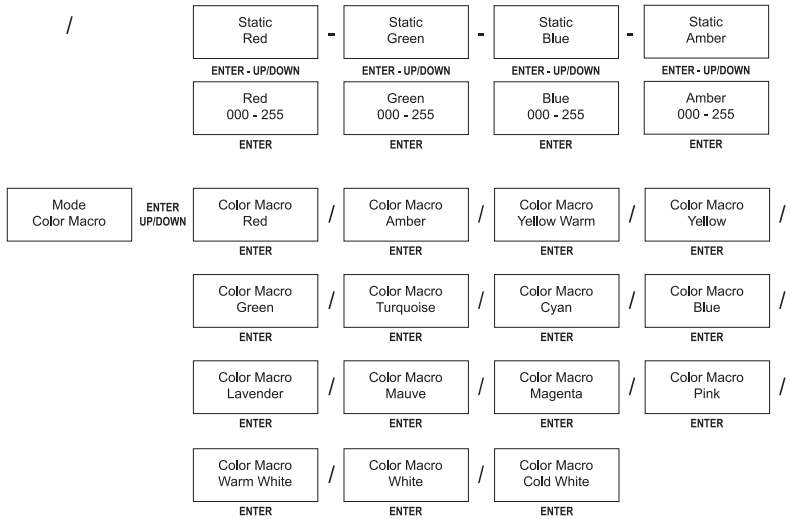 /
Static - Static - Static - Static
Red Green Blue Amber
ENTER - UP/DOWN ENTER - UP/DOWN ENTER - UP/DOWN ENTER - UP/DOWN
Red Green Blue Amber
000 - 255 000 - 255 000 - 255 000 - 255
ENTER ENTER ENTER ENTER
Mode ENTER Color Macro / Color Macro / Color Macro / Color Macro /
Color Macro UP/DOWN Red Amber Yellow Warm Yellow
ENTER ENTER ENTER ENTER
Color Macro / Color Macro / Color Macro / Color Macro /
Green Turquoise Cyan Blue
ENTER ENTER ENTER ENTER
Color Macro / Color Macro / Color Macro / Color Macro /
Lavender Mauve Magenta Pink
ENTER ENTER ENTER ENTER
Color Macro / Color Macro / Color Macro
Warm White White Cold White
ENTER ENTER ENTER